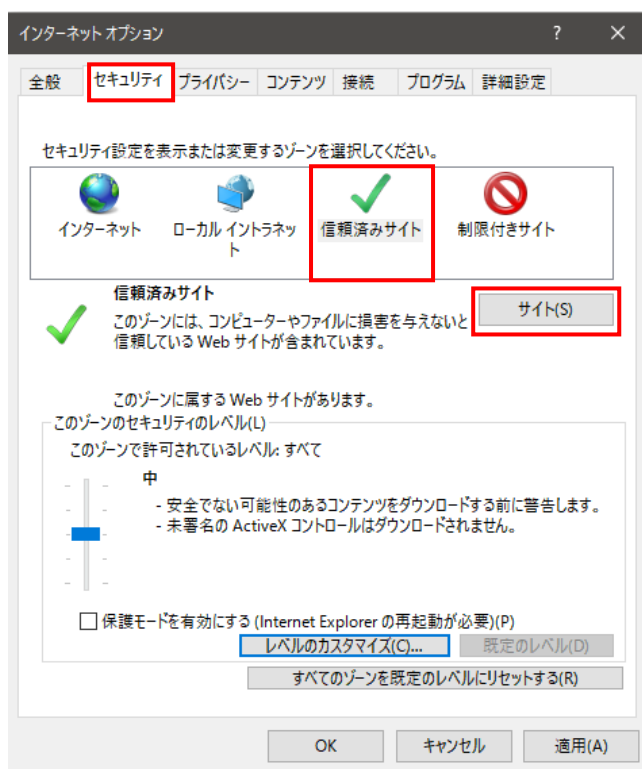 インターネット オプション ? ×
全般 セキュリティ プライバシー コンテンツ 接続 プログラム 詳細設定
セキュリティ設定を表示または変更するゾーンを選択してください。
インターネット ローカル イントラネッ 信頼済みサイト 制限付きサイト
ト
信頼済みサイト
サイト(S)
このゾーンには、コンピューターやファイルに損害を与えないと
信頼している Web サイトが含まれています。
このゾーンに属する Web サイトがあります。
このゾーンのセキュリティのレベル(L)
このゾーンで許可されているレベル: すべて
中
- 安全でない可能性のあるコンテンツをダウンロードする前に警告します。
- 未署名の ActiveX コントロールはダウンロードされません。
保護モードを有効にする (Internet Explorer の再起動が必要)(P)
レベルのカスタマイズ(C)... 既定のレベル(D)
すべてのゾーンを既定のレベルにリセットする(R)
OK キャンセル 適用(A)